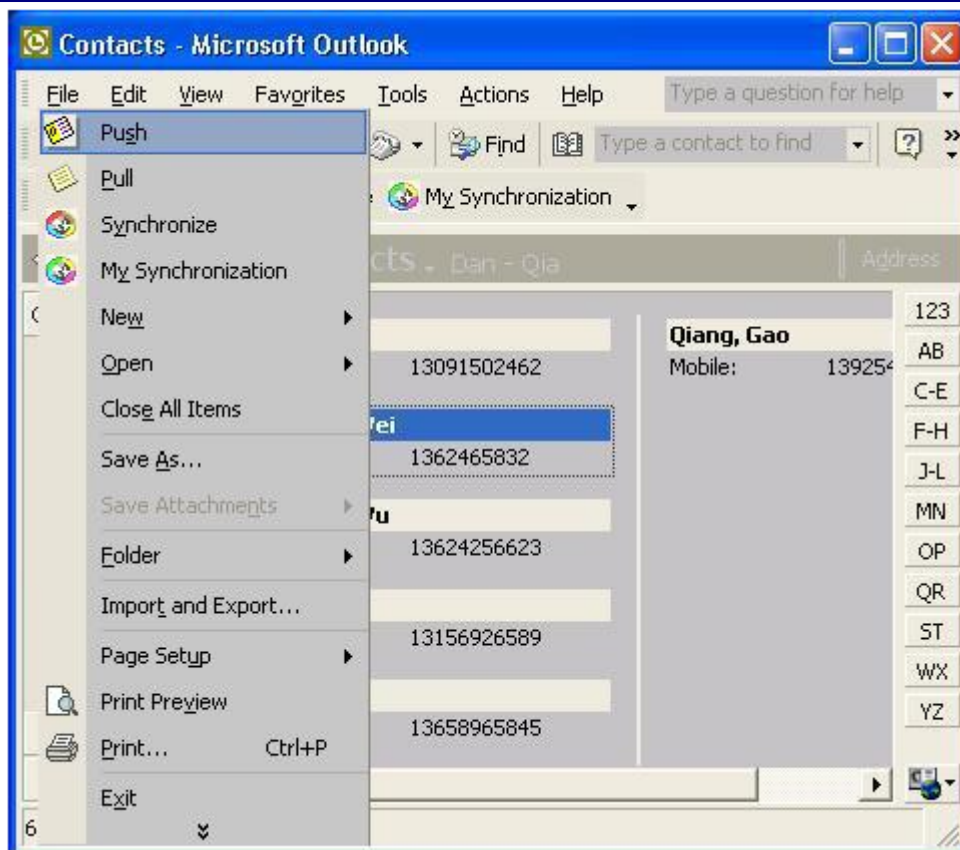 Contacts - Microsoft Outlook
File Edit View Favorites Tools Actions Help Type a question for help
Find Type a contact to find
My Synchronization
Dan - Qia Address
Push
Pull
Synchronize
My Synchronization
New
Open
Close All Items
Save As...
Save Attachments
Folder
Import and Export...
Page Setup
Print Preview
Print... Ctrl+P
Exit
13091502462
1362465832
13624256623
13156926589
13658965845
Qiang, Gao
Mobile: 139254
123
AB
C-E
F-H
J-L
MN
OP
QR
ST
WX
YZ
6